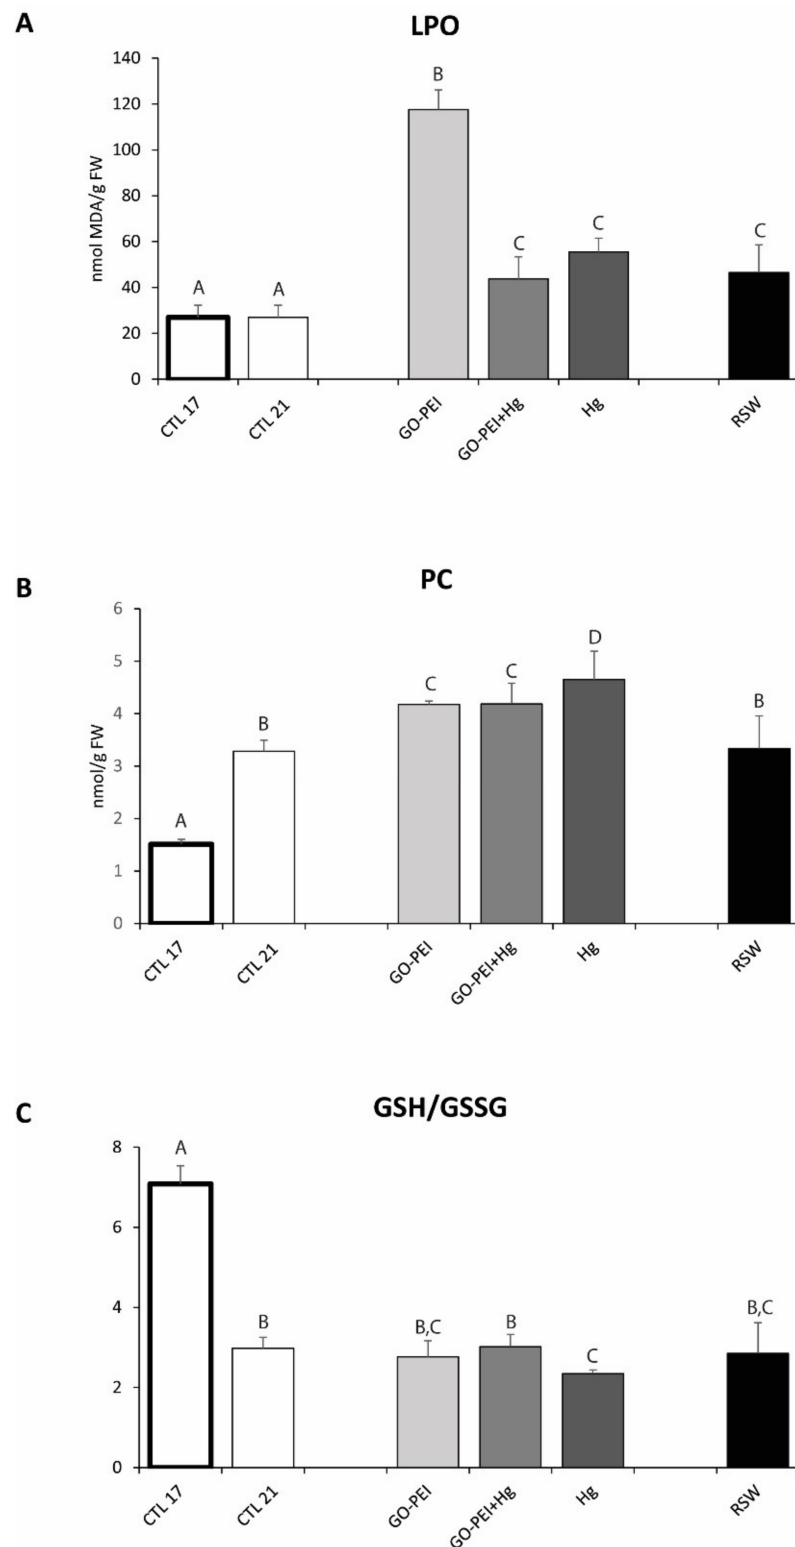 A
LPO
nmol MDA/g FW
140
120
100
80
60
40
20
0
A
A
B
C
C
C
CTL 17
CTL 21
GO-PEI
GO-PEI+Hg
Hg
RSW
B
PC
nmol/g FW
6
5
4
3
2
1
0
A
B
C
C
D
B
CTL 17
CTL 21
GO-PEI
GO-PEI+Hg
Hg
RSW
C
GSH/GSSG
8
6
4
2
0
A
B
B,C
B
C
B,C
CTL 17
CTL 21
GO-PEI
GO-PEI+Hg
Hg
RSW